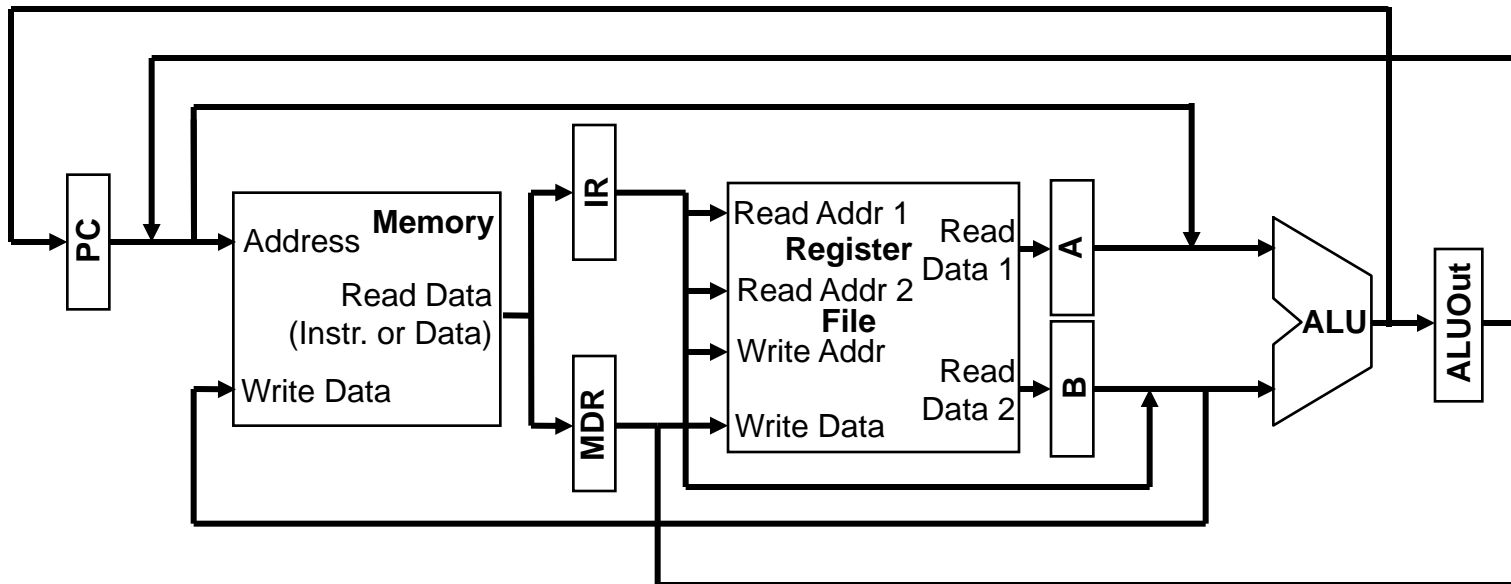 PC
Memory
Address
Read Data
(Instr. or Data)
Write Data
IR
MDR
Read Addr 1
Register
Read Addr 2
File
Write Addr
Write Data
Read
Data 1
Read
Data 2
A
B
ALU
ALUOut